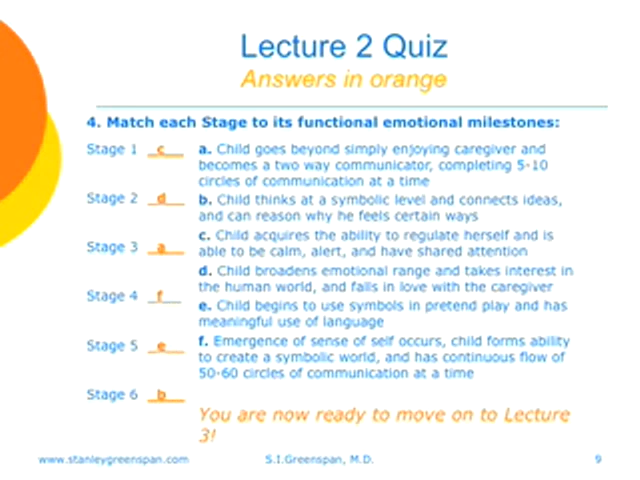 Lecture 2 Quiz
Answers in orange
4. Match each Stage to its functional emotional milestones:
Stage 1 __c__
Stage 2 __d__
Stage 3 __a__
Stage 4 __f__
Stage 5 __e__
Stage 6 __b__
a. Child goes beyond simply enjoying caregiver and
becomes a two way communicator, completing 5-10
circles of communication at a time
b. Child thinks at a symbolic level and connects ideas,
and can reason why he feels certain ways
c. Child acquires the ability to regulate herself and is
able to be calm, alert, and have shared attention
d. Child broadens emotional range and takes interest in
the human world, and falls in love with the caregiver
e. Child begins to use symbols in pretend play and has
meaningful use of language
f. Emergence of sense of self occurs, child forms ability
to create a symbolic world, and has continuous flow of
50-60 circles of communication at a time
You are now ready to move on to Lecture
3!
www.stanleygreenspan.com S.I.Greenspan, M.D. 9